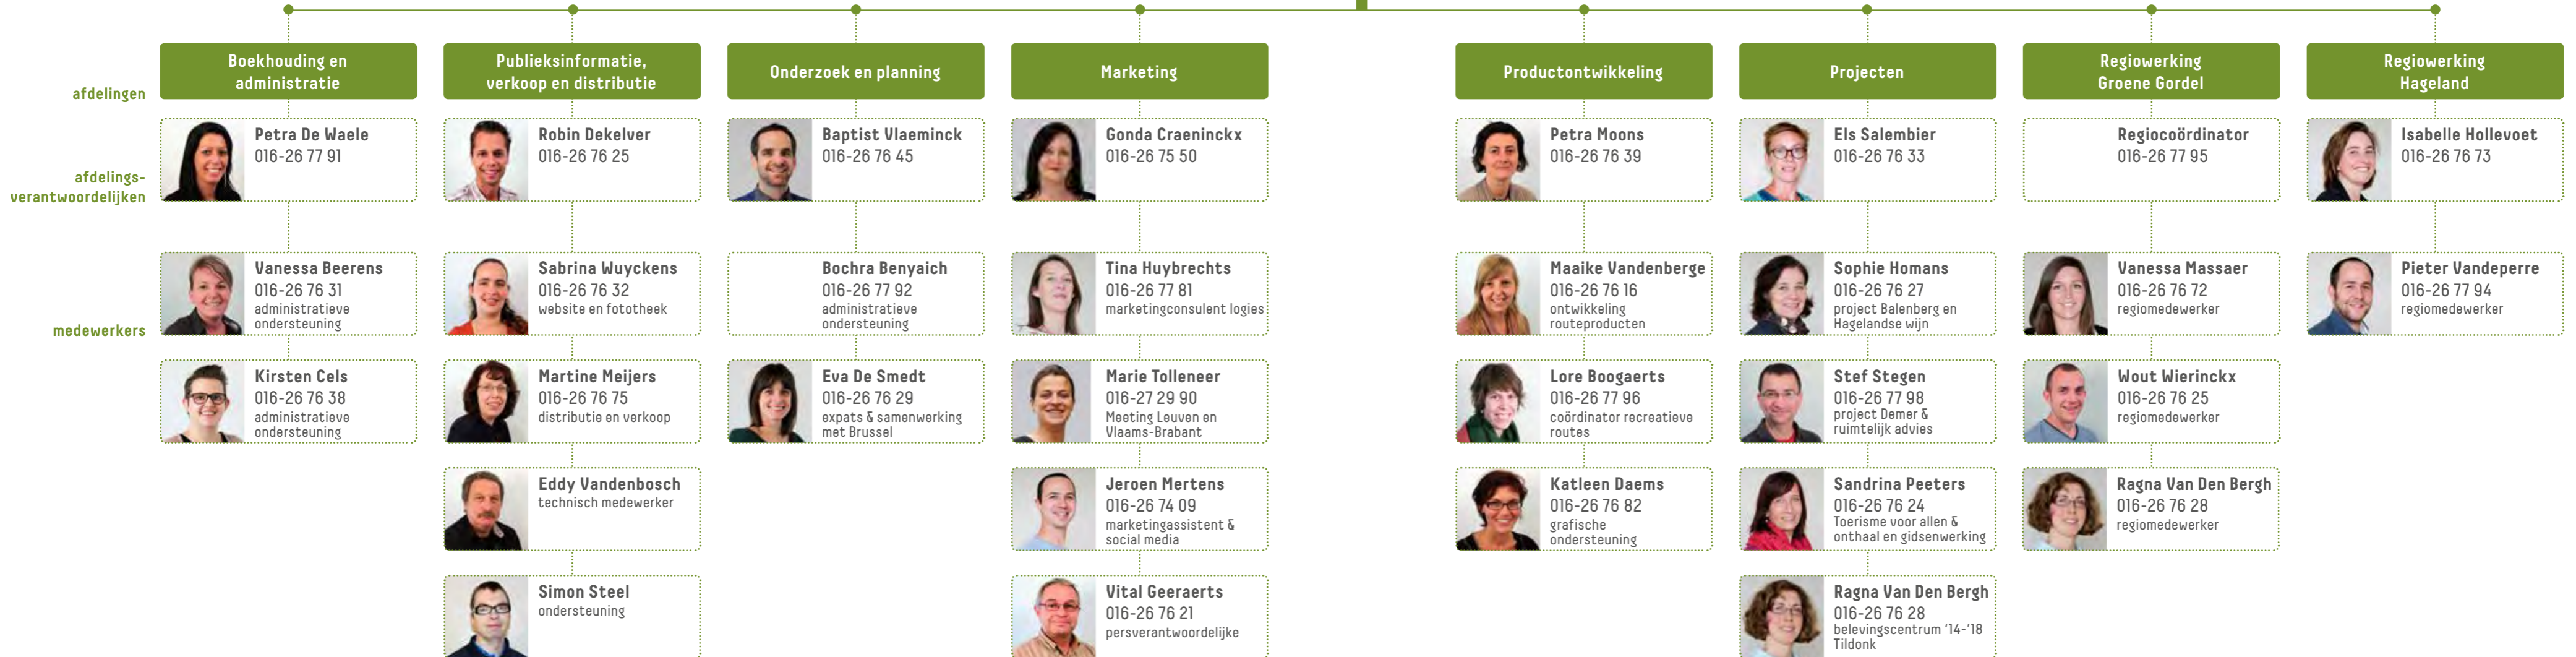 afdelingen
afdelings-
verantwoordelijken
medewerkers
Boekhouding en
administratie
Petra De Waele
016-26 77 91
Vanessa Beerens
016-26 76 31
administratieve
ondersteuning
Kirsten Cels
016-26 76 38
administratieve
ondersteuning
Publieksinformatie,
verkoop en distributie
Robin Dekelver
016-26 76 25
Sabrina Wuyckens
016-26 76 32
website en fototheek
Martine Meijers
016-26 76 75
distributie en verkoop
Eddy Vandenbosch
technisch medewerker
Simon Steel
ondersteuning
Onderzoek en planning
Baptist Vlaeminck
016-26 76 45
Bochra Benyaich
016-26 77 92
administratieve
ondersteuning
Eva De Smedt
016-26 76 29
expats & samenwerking
met Brussel
Marketing
Gonda Craeninckx
016-26 75 50
Tina Huybrechts
016-26 77 81
marketingconsulent logies
Marie Tolleneer
016-27 29 90
Meeting Leuven en
Vlaams-Brabant
Jeroen Mertens
016-26 74 09
marketingassistent &
social media
Vital Geeraerts
016-26 76 21
persverantwoordelijke
Productontwikkeling
Petra Moons
016-26 76 39
Maaike Vandenberge
016-26 76 16
ontwikkeling
routeproducten
Lore Boogaerts
016-26 77 96
coördinator recreatieve
routes
Katleen Daems
016-26 76 82
grafische
ondersteuning
Projecten
Els Salembier
016-26 76 33
Sophie Homans
016-26 76 27
project Balenberg en
Hagelandse wijn
Stef Stegen
016-26 77 98
project Demer &
ruimtelijk advies
Sandrina Peeters
016-26 76 24
Toerisme voor allen &
onthaal en gidsenwerking
Ragna Van Den Bergh
016-26 76 28
belevingscentrum '14-'18
Tildonk
Regiowerking
Groene Gordel
Regiocoördinator
016-26 77 95
Vanessa Massaer
016-26 76 72
regiomedewerker
Wout Wierinckx
016-26 76 25
regiomedewerker
Ragna Van Den Bergh
016-26 76 28
regiomedewerker
Regiowerking
Hageland
Isabelle Hollevoet
016-26 76 73
Pieter Vandeperre
016-26 77 94
regiomedewerker